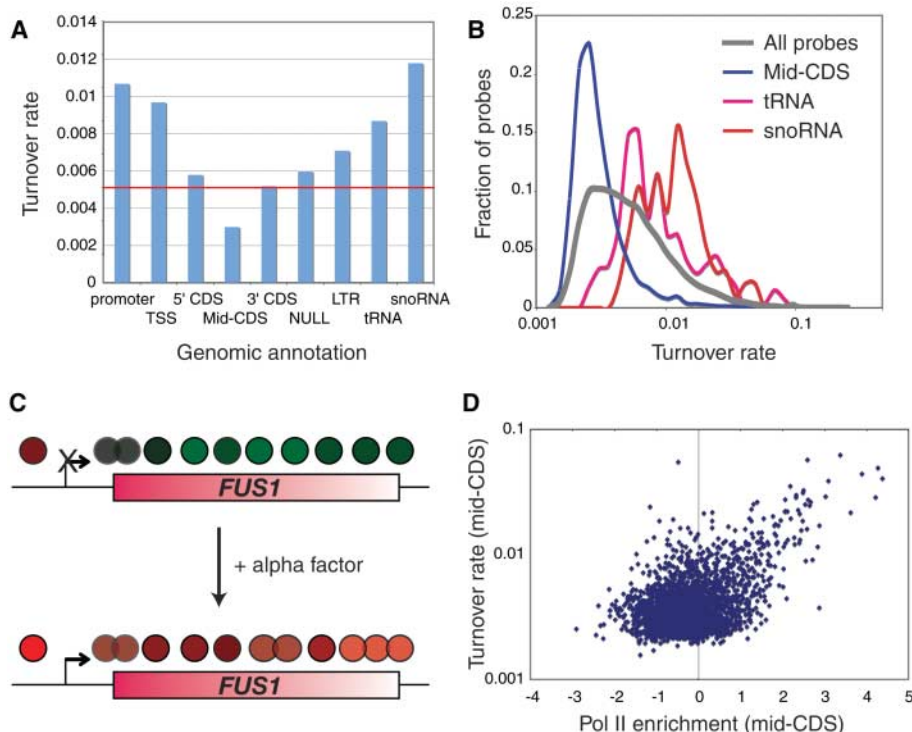 A
Turnover rate
0.014
0.012
0.01
0.008
0.006
0.004
0.002
0
promoter
TSS
5' CDS
Mid-CDS
3' CDS
NULL
LTR
tRNA
snoRNA
Genomic annotation
B
Fraction of probes
0.25
0.2
0.15
0.1
0.05
0
0.001
0.01
0.1
Turnover rate
All probes
Mid-CDS
tRNA
snoRNA
C
X
FUS1
+ alpha factor
FUS1
D
Turnover rate (mid-CDS)
0.1
0.01
0.001
-4
-3
-2
-1
0
1
2
3
4
5
Pol II enrichment (mid-CDS)